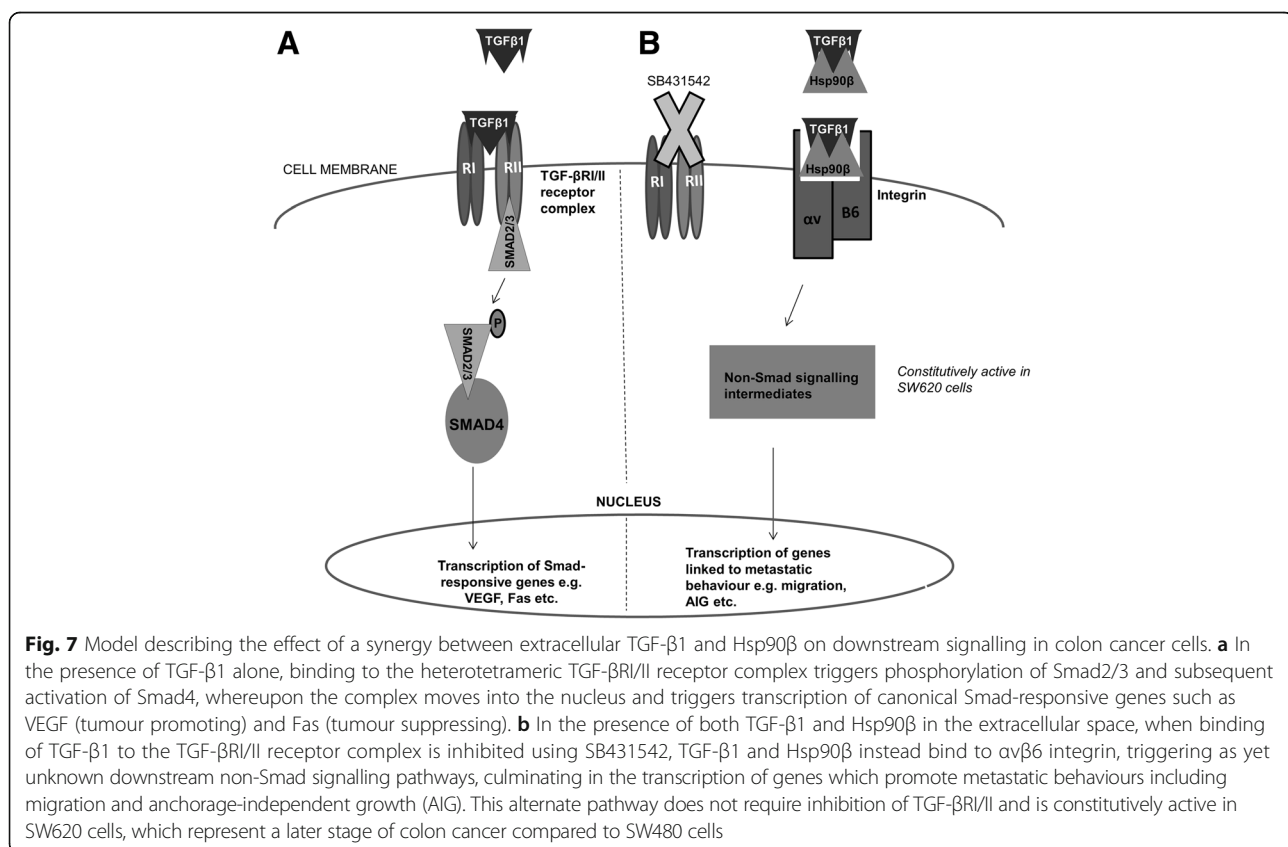 A
TGFβ1
TGFβ1
RI
RII
CELL MEMBRANE
TGF-βRI/II
receptor
complex
SMAD2/3
P
SMAD2/3
SMAD4
B
SB431542
TGFβ1
Hsp90β
TGFβ1
Hsp90β
RI
RII
Integrin
αv
B6
Non-Smad signalling
intermediates
Constitutively active in
SW620 cells
NUCLEUS
Transcription of Smad-
responsive genes e.g.
VEGF, Fas etc.
Transcription of genes
linked to metastatic
behaviour e.g. migration,
AIG etc.
Fig. 7 Model describing the effect of a synergy between extracellular TGF-β1 and Hsp90β on downstream signalling in colon cancer cells. a In
the presence of TGF-β1 alone, binding to the heterotetrameric TGF-βRI/II receptor complex triggers phosphorylation of Smad2/3 and subsequent
activation of Smad4, whereupon the complex moves into the nucleus and triggers transcription of canonical Smad-responsive genes such as
VEGF (tumour promoting) and Fas (tumour suppressing). b In the presence of both TGF-β1 and Hsp90β in the extracellular space, when binding
of TGF-β1 to the TGF-βRI/II receptor complex is inhibited using SB431542, TGF-β1 and Hsp90β instead bind to αvβ6 integrin, triggering as yet
unknown downstream non-Smad signalling pathways, culminating in the transcription of genes which promote metastatic behaviours including
migration and anchorage-independent growth (AIG). This alternate pathway does not require inhibition of TGF-βRI/II and is constitutively active in
SW620 cells, which represent a later stage of colon cancer compared to SW480 cells